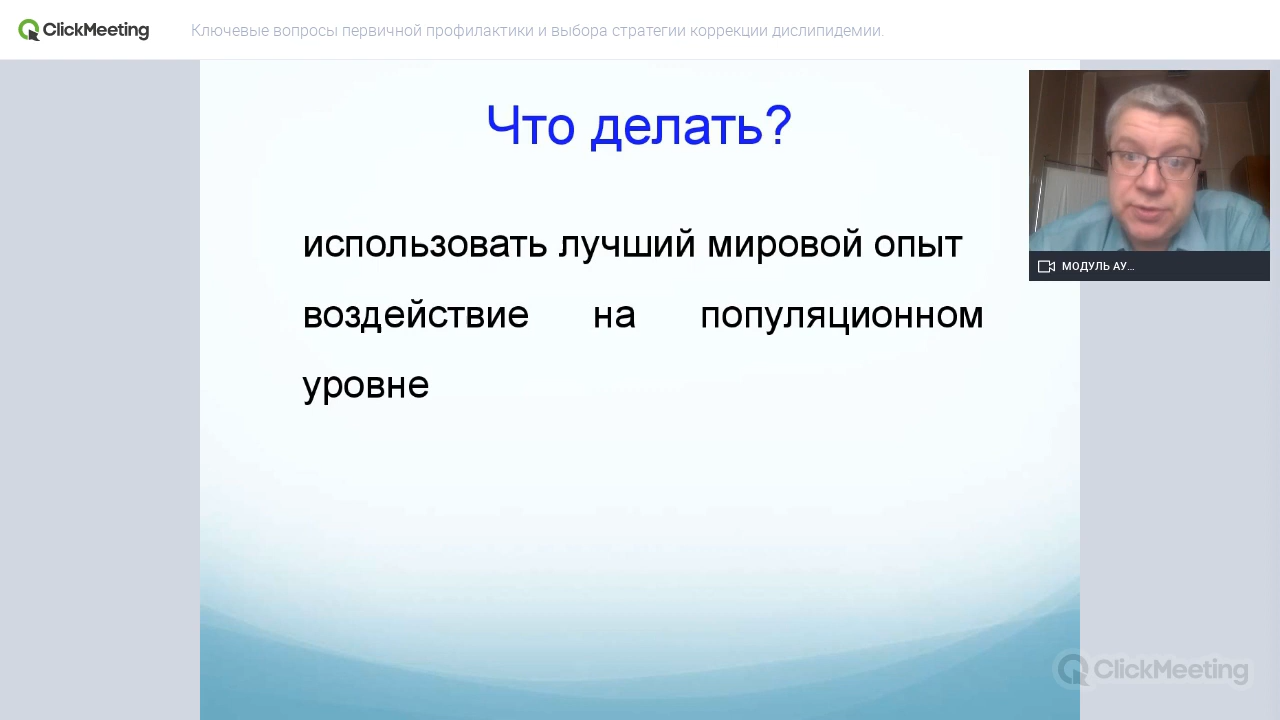 ClickMeeting
Ключевые вопросы первичной профилактики и выбора стратегии коррекции дислипидемии.
Что делать?
использовать лучший мировой опыт
воздействие на популяционном
уровне
МОДУЛЬ АУ...
ClickMeeting